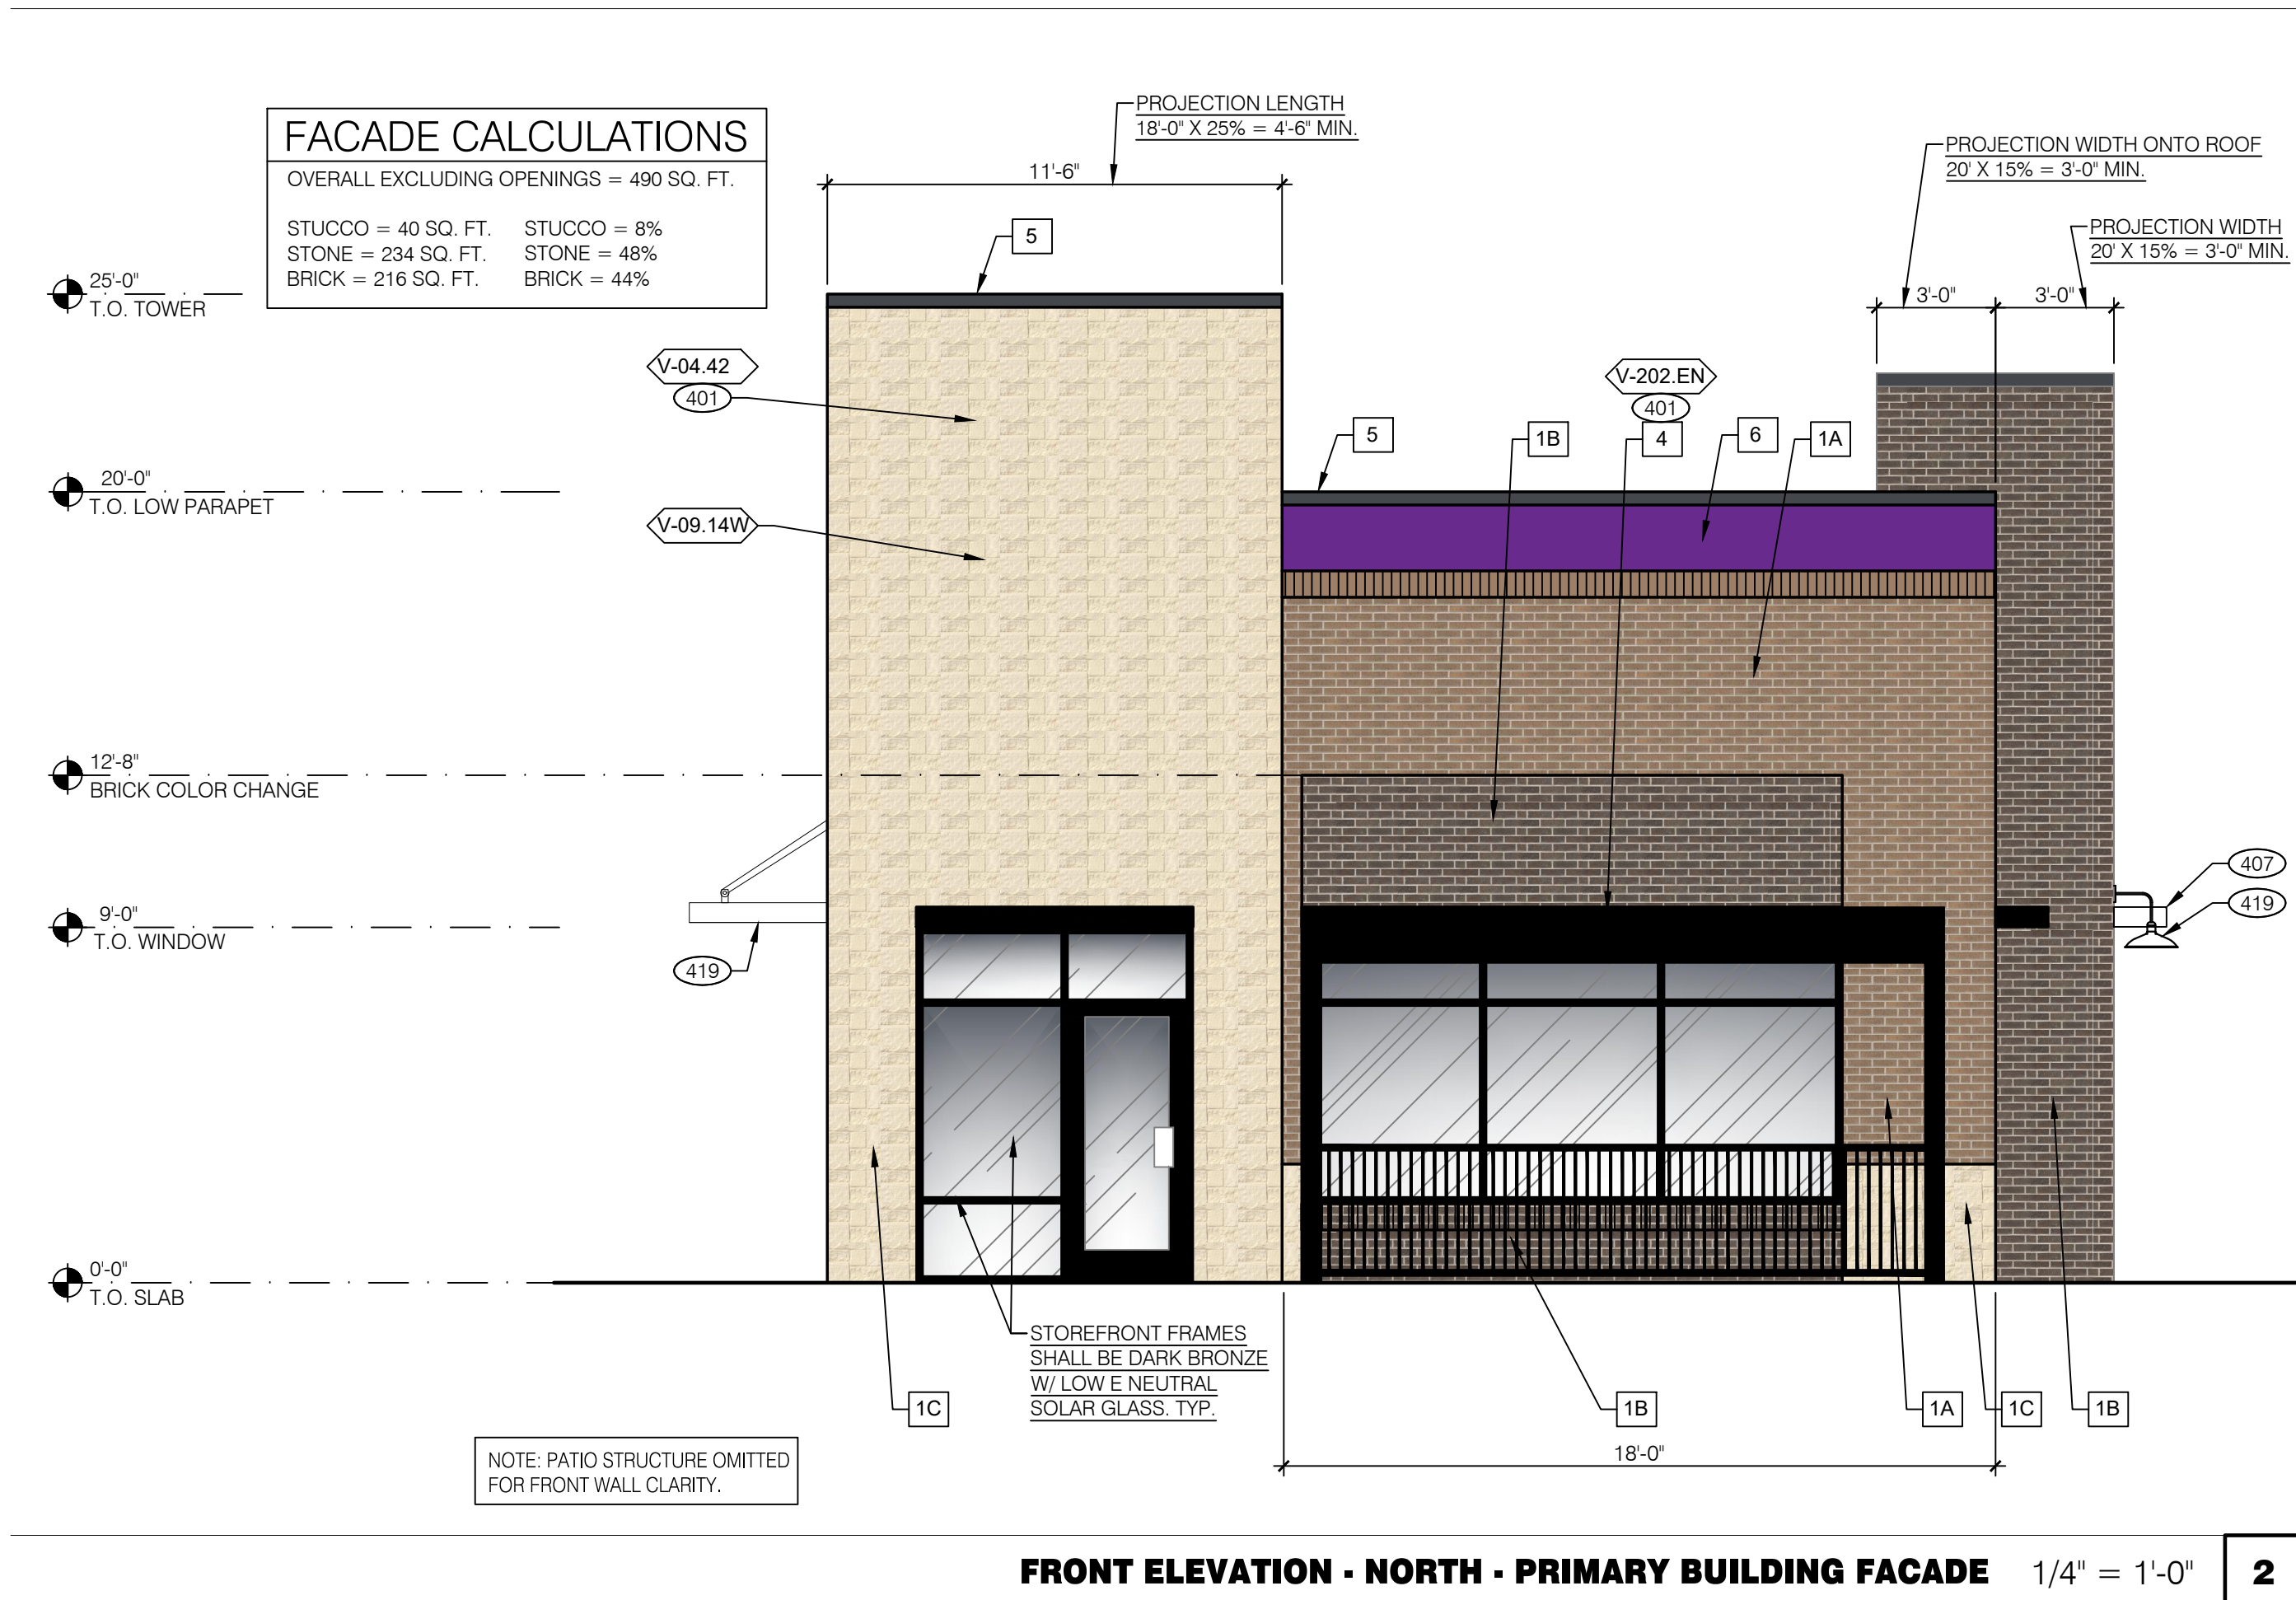 PROJECTION LENGTH
18'-0" X 25% = 4'-6" MIN.
11'-6"
FACADE CALCULATIONS
OVERALL EXCLUDING OPENINGS = 490 SQ. FT.
STUCCO = 40 SQ. FT. STUCCO = 8%
STONE = 234 SQ. FT. STONE = 48%
BRICK = 216 SQ. FT. BRICK = 44%
PROJECTION WIDTH ONTO ROOF
20' X 15% = 3'-0" MIN.
PROJECTION WIDTH
20' X 15% = 3'-0" MIN.
3'-0"
3'-0"
5
25'-0"
T.O. TOWER
V-04.42
401
V-202.EN
401
4
5
1B
6
1A
20'-0"
T.O. LOW PARAPET
V-09.14W
12'-8"
BRICK COLOR CHANGE
407
419
9'-0"
T.O. WINDOW
419
0'-0"
T.O. SLAB
STOREFRONT FRAMES
SHALL BE DARK BRONZE
W/ LOW E NEUTRAL
SOLAR GLASS. TYP.
1C
1B
1A
1C
1B
18'-0"
NOTE: PATIO STRUCTURE OMITTED
FOR FRONT WALL CLARITY.
FRONT ELEVATION - NORTH - PRIMARY BUILDING FACADE 1/4" = 1'-0" 2